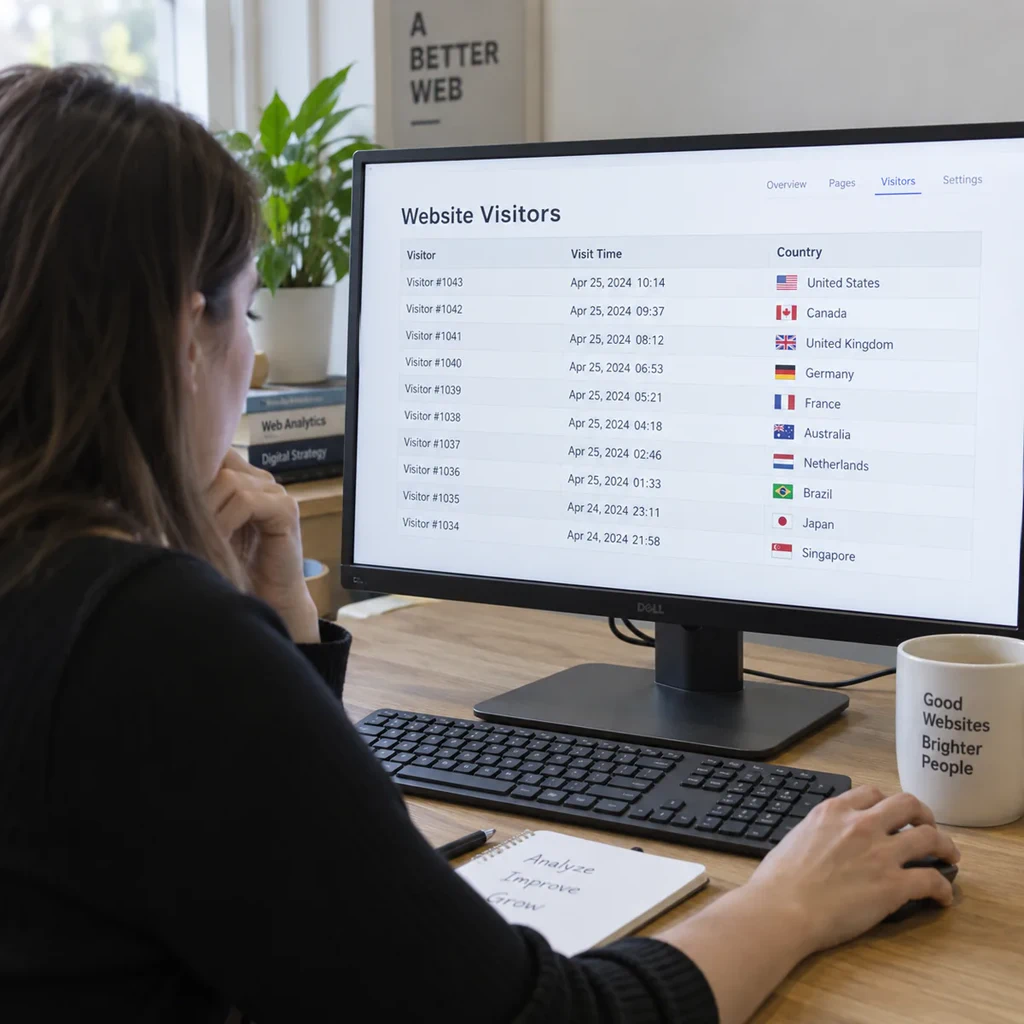 A
BETTER
WEB
Overview Pages Visitors Settings
Website Visitors
Visitor Visit Time Country
Visitor #1043 Apr 25, 2024 10:14 United States
Visitor #1042 Apr 25, 2024 09:37 Canada
Visitor #1041 Apr 25, 2024 08:12 United Kingdom
Visitor #1040 Apr 25, 2024 06:53 Germany
Visitor #1039 Apr 25, 2024 05:21 France
Visitor #1038 Apr 25, 2024 04:18 Australia
Visitor #1037 Apr 25, 2024 02:46 Netherlands
Visitor #1036 Apr 25, 2024 01:33 Brazil
Visitor #1035 Apr 24, 2024 23:11 Japan
Visitor #1034 Apr 24, 2024 21:58 Singapore
Web Analytics
Digital Strategy
DELL
Good
Websites
Brighter
People
Analyze
Improve
Grow